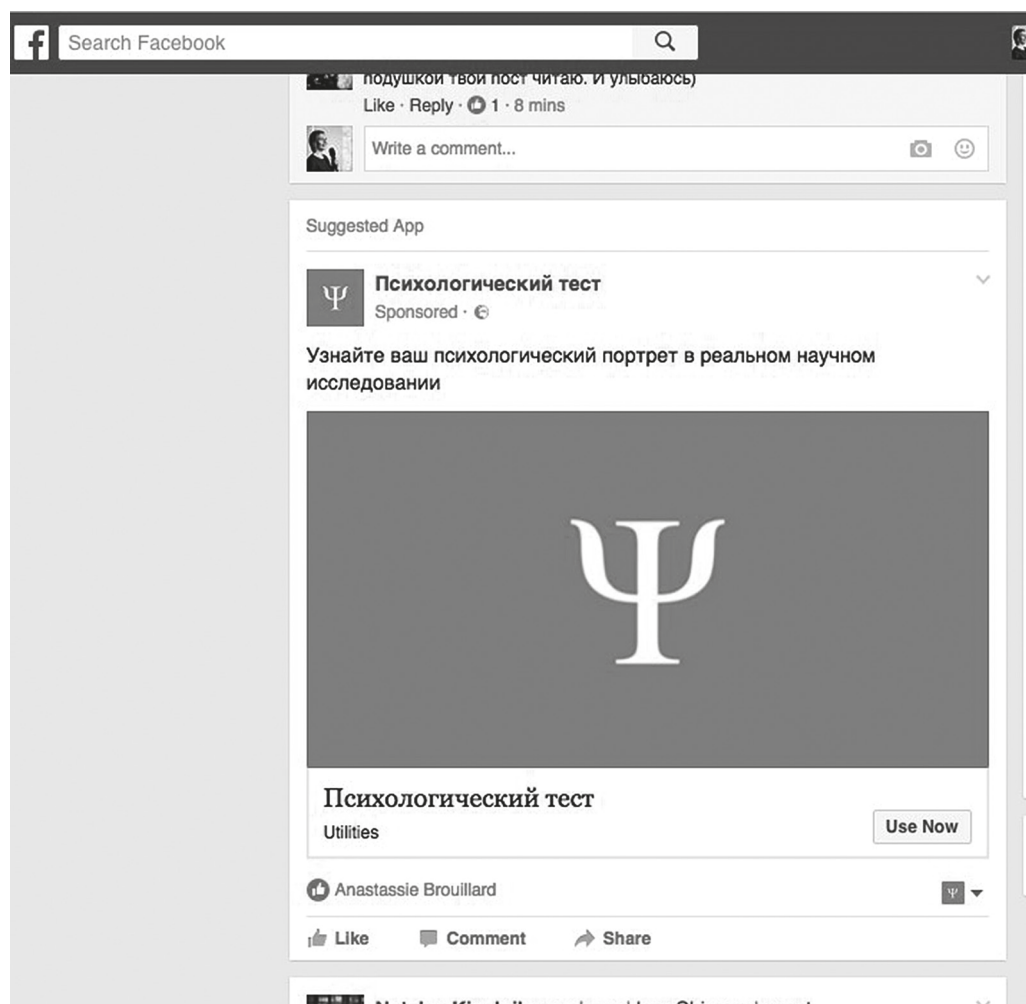 f
Search Facebook
подушкой твой пост читаю. И улыбаюсь)
Like · Reply · 1 · 8 mins
Write a comment...
Suggested App
Ψ
Психологический тест
Sponsored ·
Узнайте ваш психологический портрет в реальном научном
исследовании
Ψ
Психологический тест
Utilities
Use Now
Anastassie Brouillard
Ψ
Like Comment Share